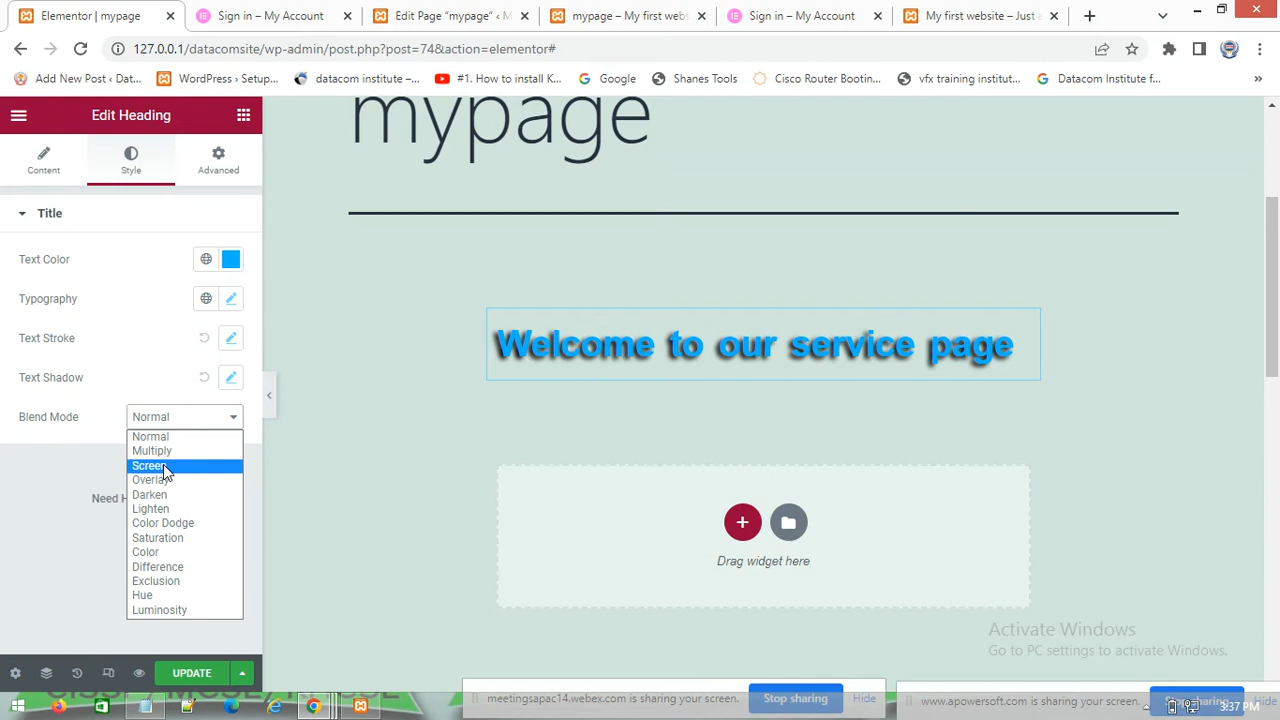 Elementor | mypage
Sign in – My Account
Edit Page “mypage” ‹ M
mypage – My first webs
Sign in – My Account
My first website – Just a
127.0.0.1/datacomsite/wp-admin/post.php?post=74&action=elementor#
Add New Post ‹ Dat...
WordPress › Setup...
datacom institute –...
#1. How to install K...
Google
Shanes Tools
Cisco Router Bootin...
vfx training institut...
Datacom Institute f...
»
Edit Heading
Content
Style
Advanced
Title
Text Color
Typography
Text Stroke
Text Shadow
Blend Mode
Normal
Normal
Multiply
Screen
Overlay
Darken
Lighten
Color Dodge
Saturation
Color
Difference
Exclusion
Hue
Luminosity
Need H
UPDATE
mypage
Welcome to our service page
Drag widget here
Activate Windows
Go to PC settings to activate Windows.
meetingsapac14.webex.com is sharing your screen.
Stop sharing
Hide
www.apowersoft.com is sharing your screen.
Hide
3:37 PM